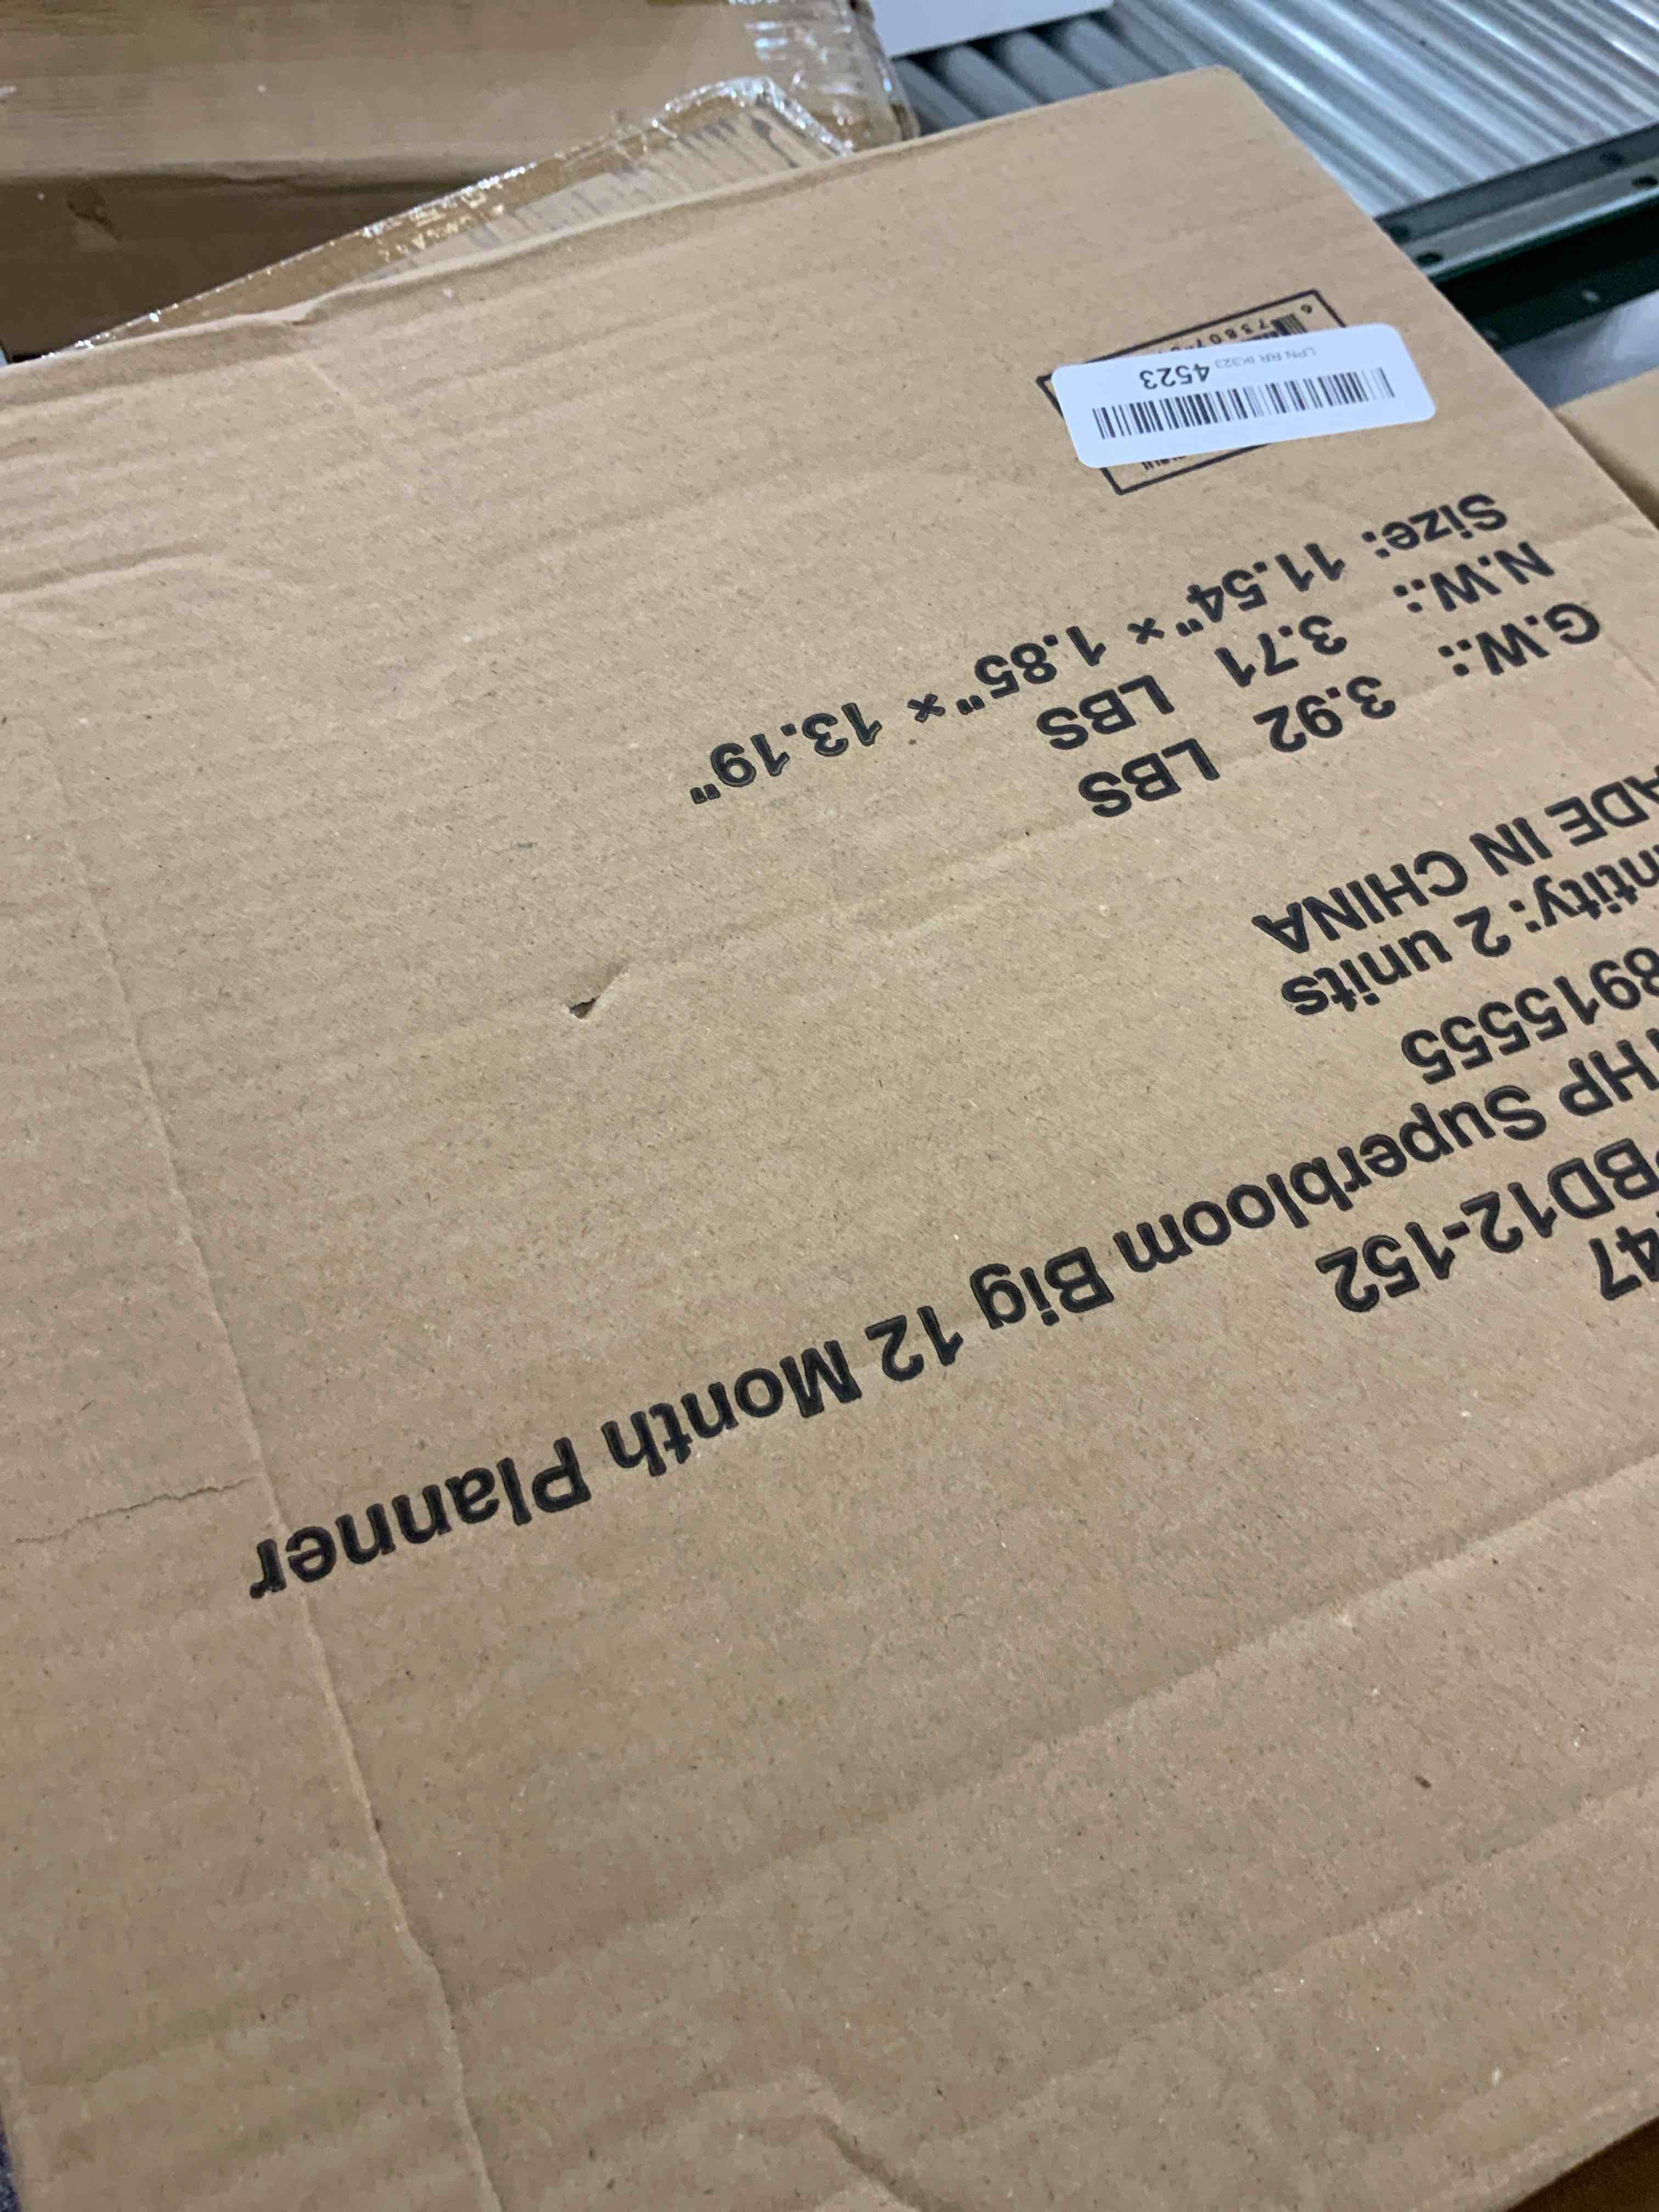 47
BD12-152
HP Superbloom Big 12 Month Planner
8915555
ntity: 2 units
ADE IN CHINA
G.W.: 3.92 LBS
N.W.: 3.71 LBS
Size: 11.54"× 1.85"× 13.19"
4523